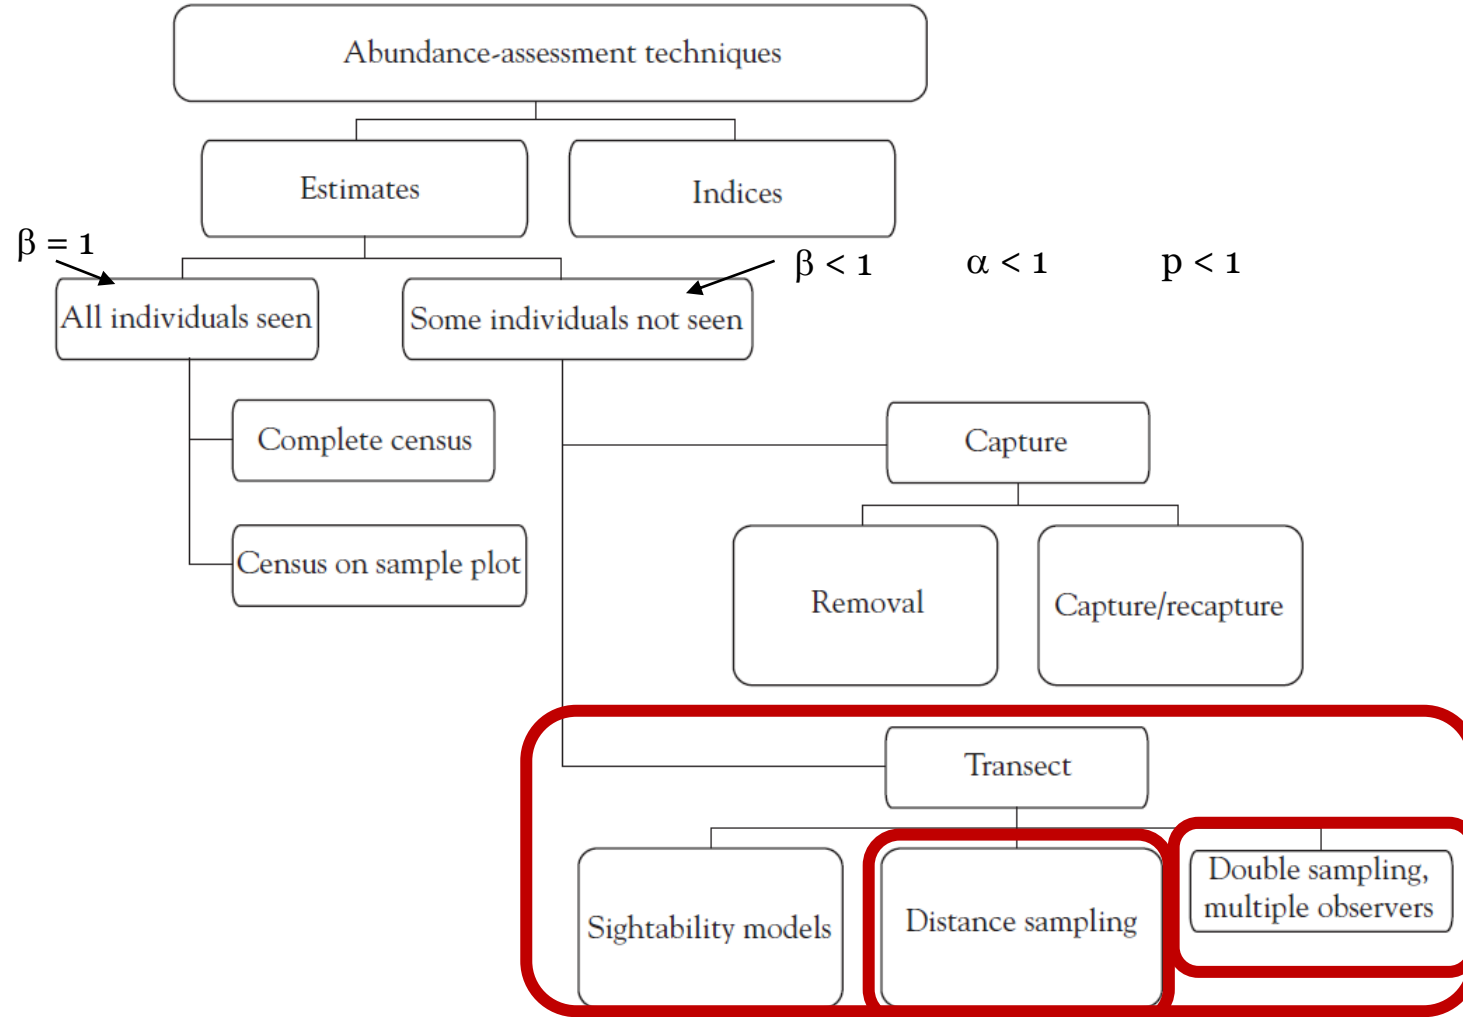 Abundance-assessment techniques
Estimates
Indices
β = 1
β < 1
α < 1
p < 1
All individuals seen
Some individuals not seen
Complete census
Capture
Census on sample plot
Removal
Capture/recapture
Transect
Sightability models
Distance sampling
Double sampling,
multiple observers